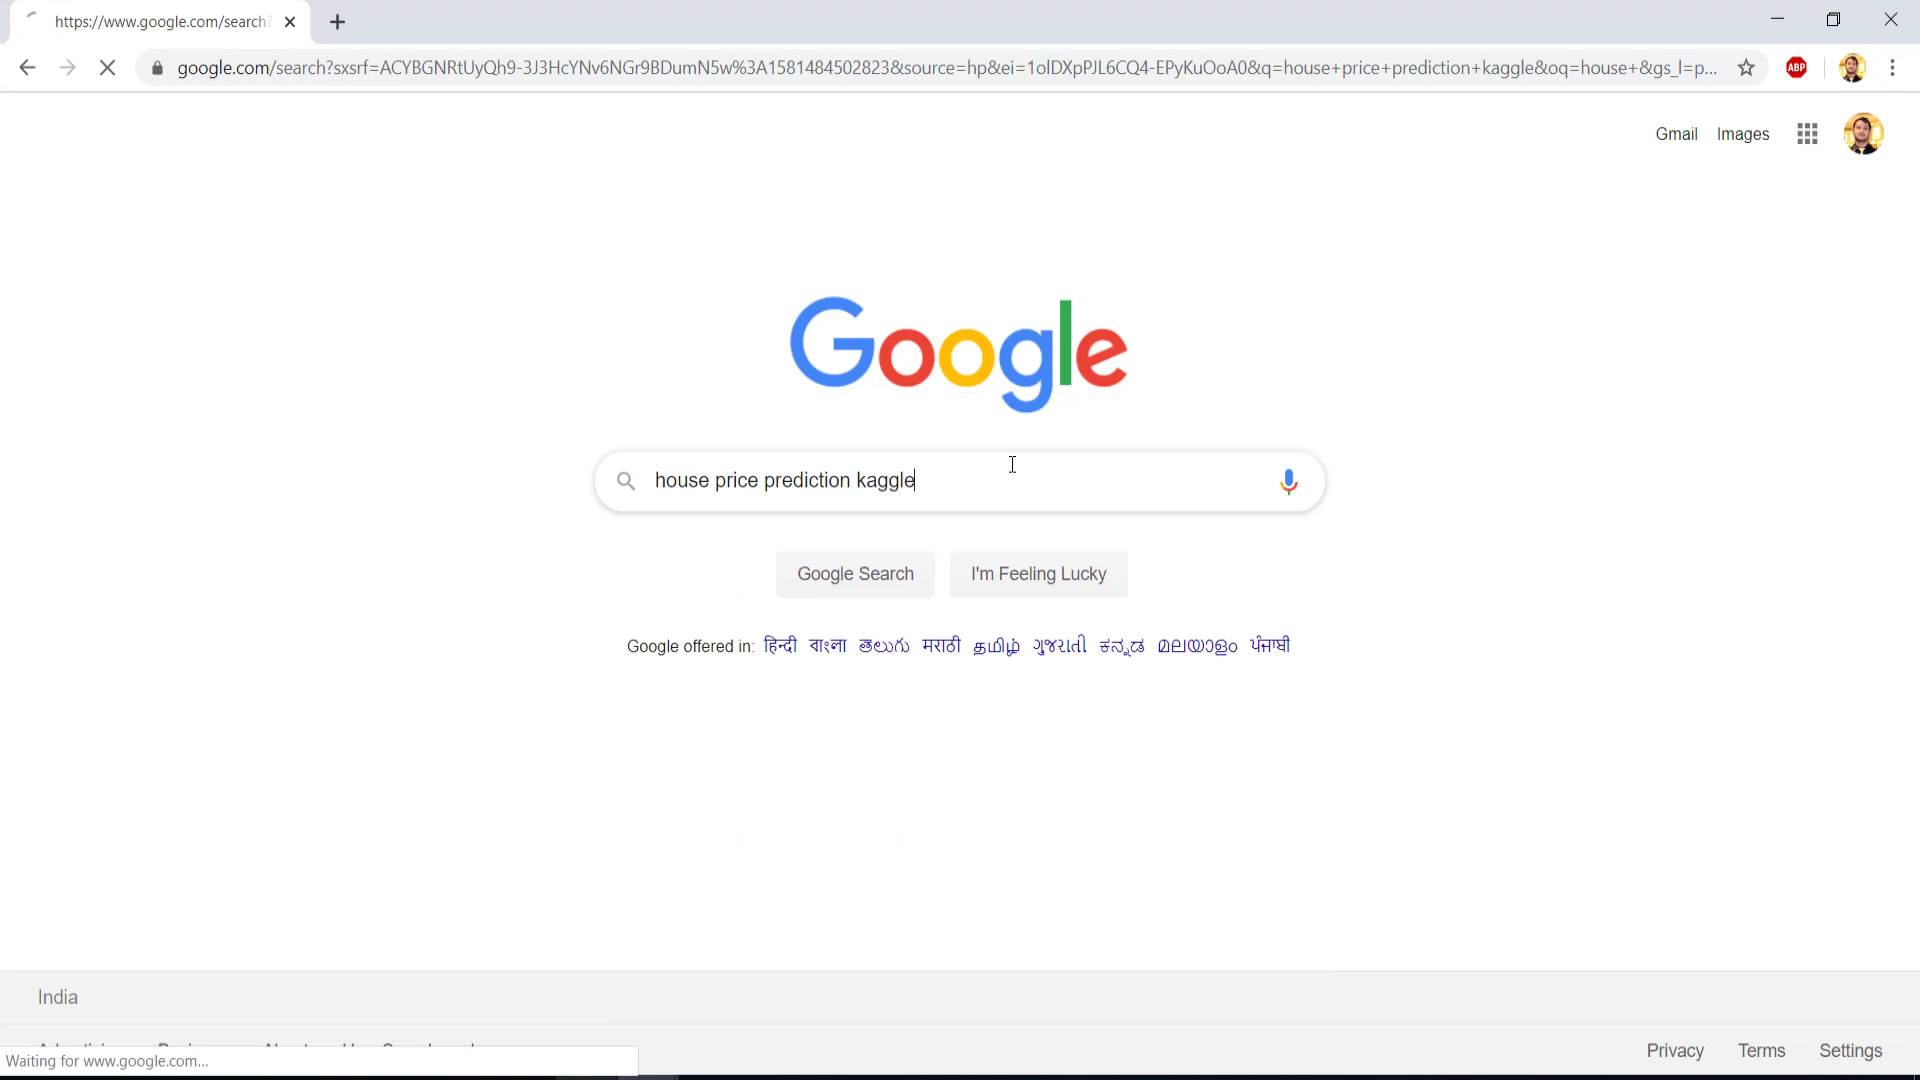 https://www.google.com/search?
google.com/search?sxsrf=ACYBGNRtUyQh9-3J3HcYNv6NGr9BDumN5w%3A1581484502823&source=hp&ei=1olDXpPJL6CQ4-EPyKuOoA0&q=house+price+prediction+kaggle&oq=house+&gs_l=p...
ABP
Gmail Images
Google
house price prediction kaggle
Google Search I'm Feeling Lucky
Google offered in: हिन्दी বাংলা తెలుగు मराठी தமிழ் ગુજરાતી ಕನ್ನಡ മലയാളം ਪੰਜਾਬੀ
India
Privacy Terms Settings
Waiting for www.google.com...